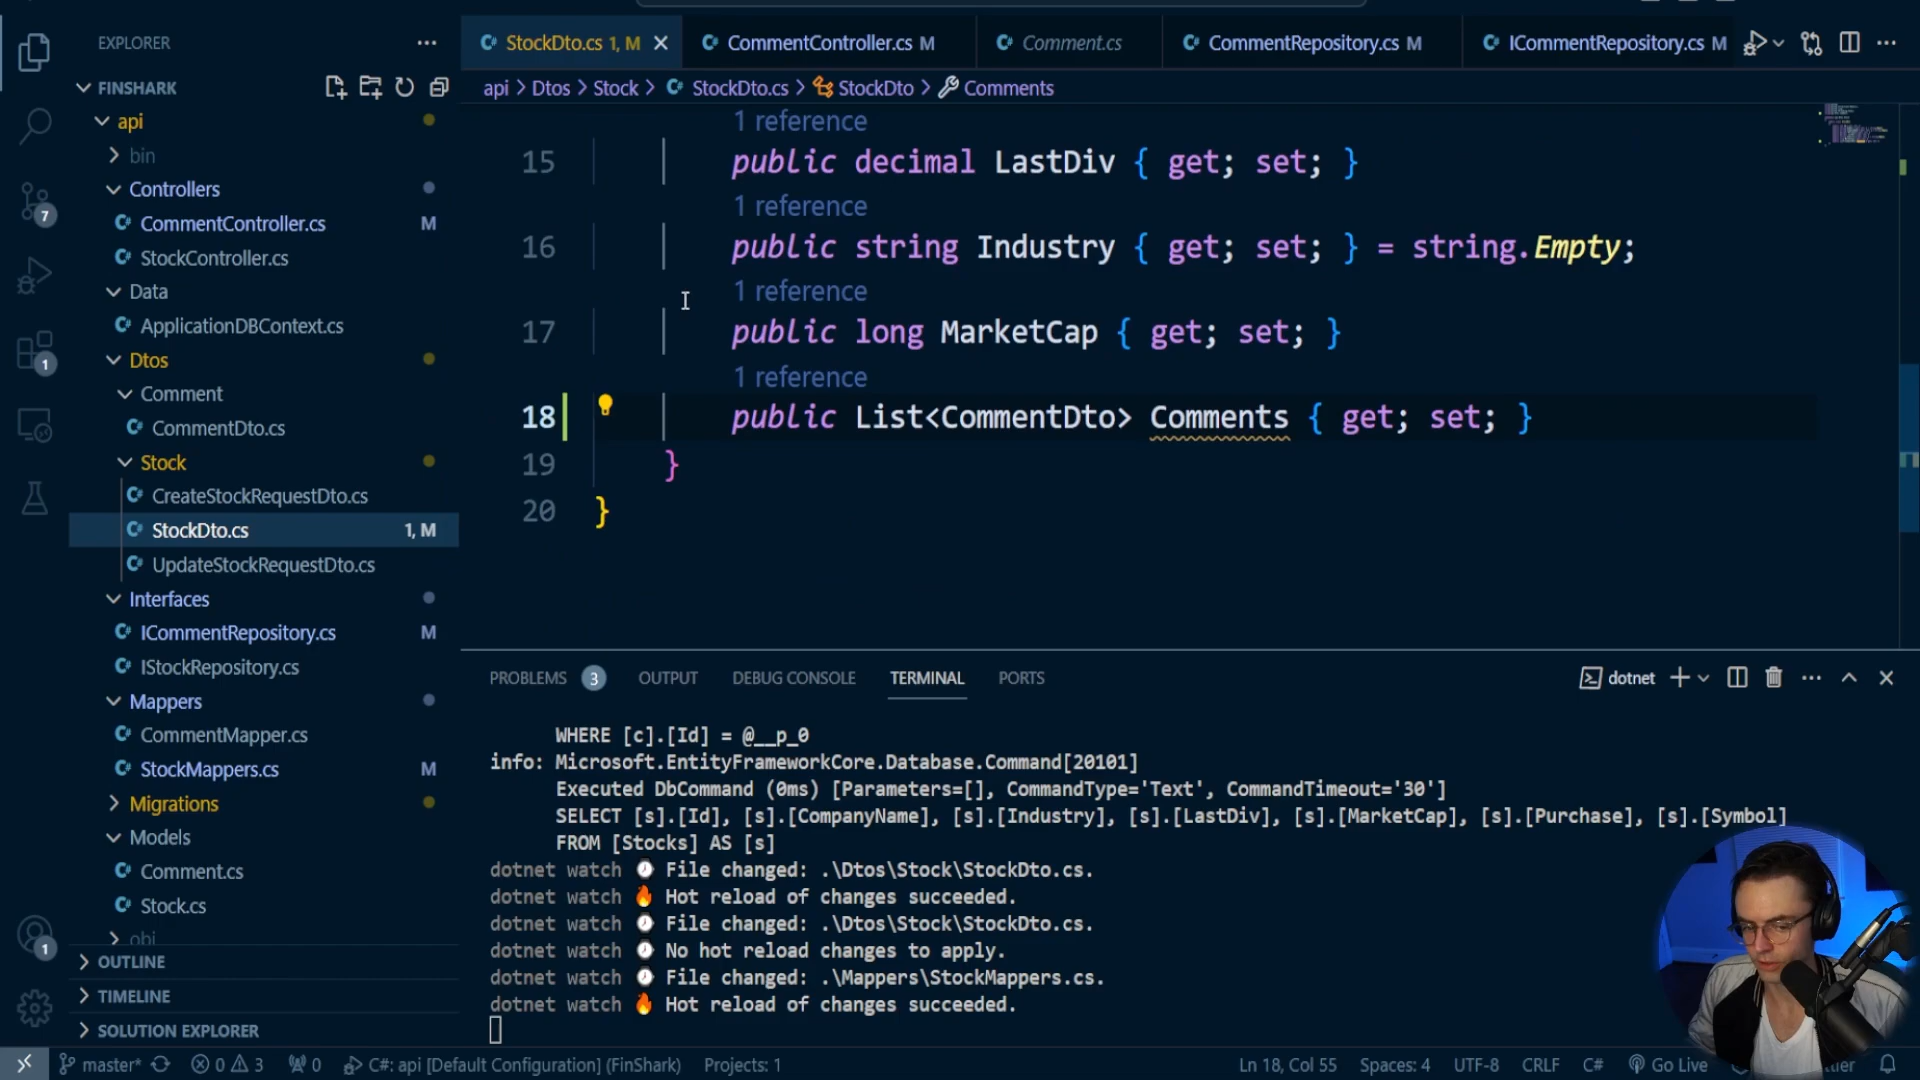 EXPLORER
FINSHARK
api
bin
Controllers
CommentController.cs M
StockController.cs
Data
ApplicationDBContext.cs
Dtos
Comment
CommentDto.cs
Stock
CreateStockRequestDto.cs
StockDto.cs 1, M
UpdateStockRequestDto.cs
Interfaces
ICommentRepository.cs M
IStockRepository.cs
Mappers
CommentMapper.cs
StockMappers.cs M
Migrations
Models
Comment.cs
Stock.cs
obj
OUTLINE
TIMELINE
SOLUTION EXPLORER
7
1
1
StockDto.cs 1, M
CommentController.cs M
Comment.cs
CommentRepository.cs M
ICommentRepository.cs M
api > Dtos > Stock > StockDto.cs > StockDto > Comments
1 reference
15 public decimal LastDiv { get; set; }
1 reference
16 public string Industry { get; set; } = string.Empty;
1 reference
17 public long MarketCap { get; set; }
1 reference
18 public List<CommentDto> Comments { get; set; }
19 }
20 }
PROBLEMS 3 OUTPUT DEBUG CONSOLE TERMINAL PORTS dotnet
WHERE [c].[Id] = @__p_0
info: Microsoft.EntityFrameworkCore.Database.Command[20101]
Executed DbCommand (0ms) [Parameters=[], CommandType='Text', CommandTimeout='30']
SELECT [s].[Id], [s].[CompanyName], [s].[Industry], [s].[LastDiv], [s].[MarketCap], [s].[Purchase], [s].[Symbol]
FROM [Stocks] AS [s]
dotnet watch File changed: .\Dtos\Stock\StockDto.cs.
dotnet watch Hot reload of changes succeeded.
dotnet watch File changed: .\Dtos\Stock\StockDto.cs.
dotnet watch No hot reload changes to apply.
dotnet watch File changed: .\Mappers\StockMappers.cs.
dotnet watch Hot reload of changes succeeded.
master* 0 3 0 C#: api [Default Configuration] (FinShark) Projects: 1 Ln 18, Col 55 Spaces: 4 UTF-8 CRLF C# Go Live